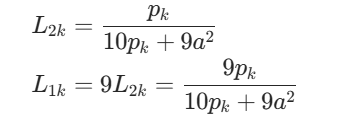 L_{2k} = \frac{p_k}{10p_k + 9a^2}
L_{1k} = 9L_{2k} = \frac{9p_k}{10p_k + 9a^2}